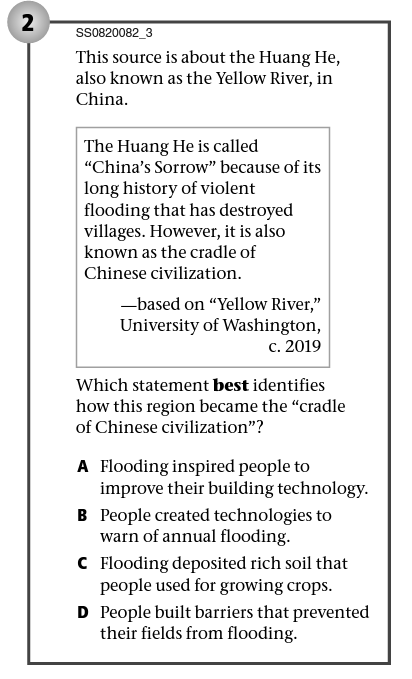 2
SS0820082_3
This source is about the Huang He,
also known as the Yellow River, in
China.
The Huang He is called
“China’s Sorrow” because of its
long history of violent
flooding that has destroyed
villages. However, it is also
known as the cradle of
Chinese civilization.
—based on “Yellow River,”
University of Washington,
c. 2019
Which statement best identifies
how this region became the “cradle
of Chinese civilization”?
A Flooding inspired people to
improve their building technology.
B People created technologies to
warn of annual flooding.
C Flooding deposited rich soil that
people used for growing crops.
D People built barriers that prevented
their fields from flooding.